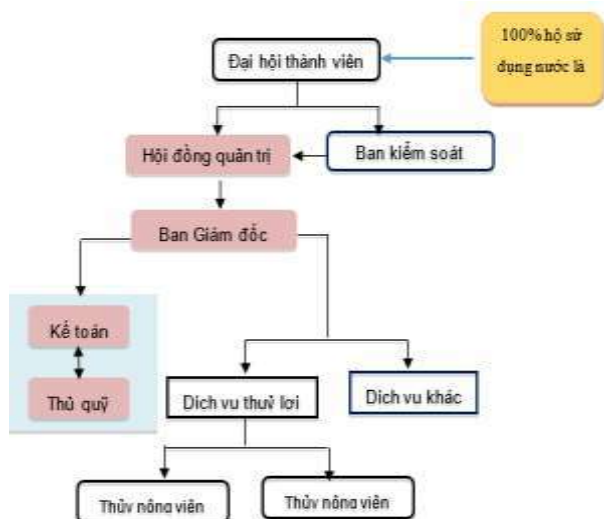 100% hộ sử
dụng nước là
Đại hội thành viên
Hội đồng quản trị
Ban kiểm soát
Ban Giám đốc
Kế toán
Thủ quỹ
Dịch vụ thuỷ lợi
Dịch vụ khác
Thủy nông viên
Thủy nông viên